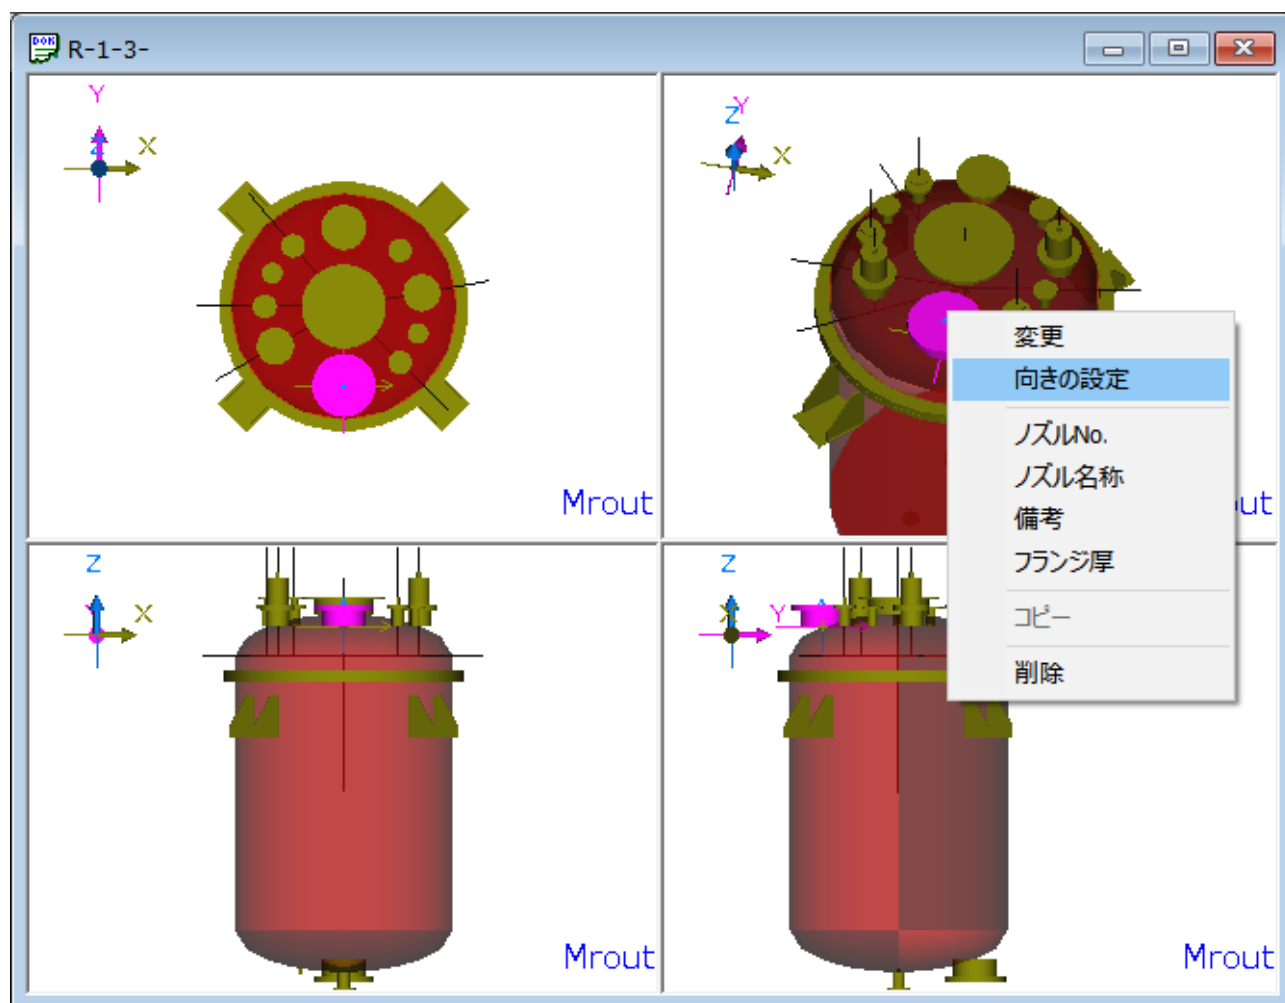 R-1-3-
Y
Z
X
Mrout
Y
Z
X
変更
向きの設定
ノズルNo.
ノズル名称
備考
フランジ厚
コピー
削除
out
Z
Y
X
Mrout
Z
X
Y
Mrout